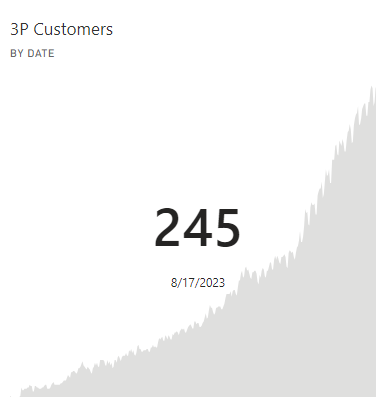 3P Customers
BY DATE
245
8/17/2023